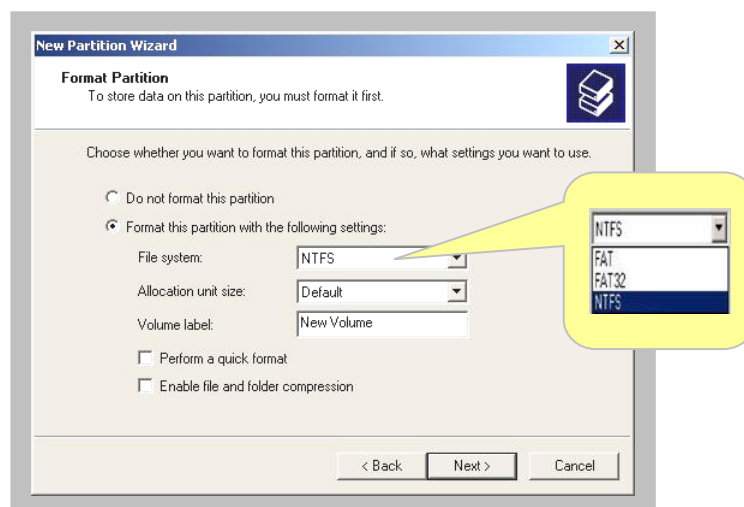 New Partition Wizard
Format Partition
To store data on this partition, you must format it first.
Choose whether you want to format this partition, and if so, what settings you want to use.
Do not format this partition
Format this partition with the following settings:
File system: NTFS
Allocation unit size: Default
Volume label: New Volume
Perform a quick format
Enable file and folder compression
< Back Next > Cancel
NTFS
FAT
FAT32
NTFS